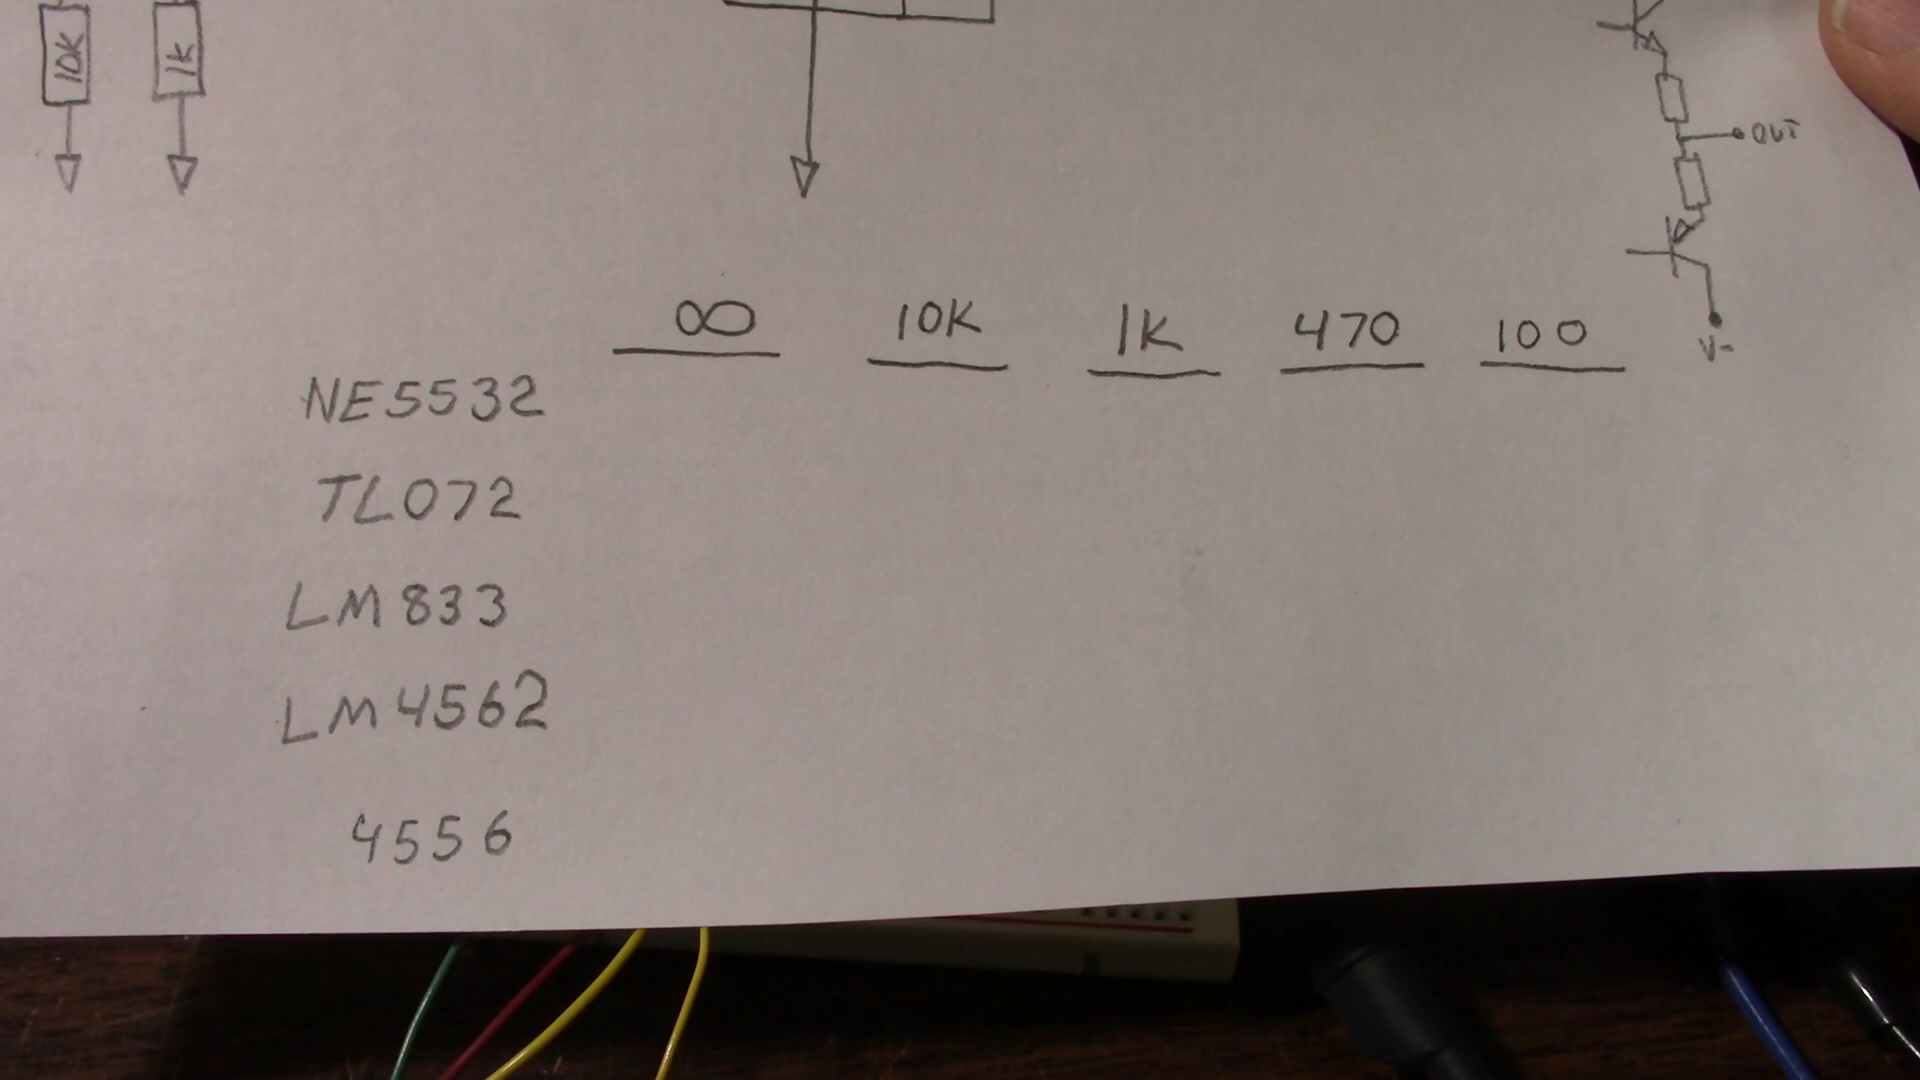 10K 1K
OUT
V-
∞ 10K 1K 470 100
NE5532
TL072
LM833
LM4562
4556